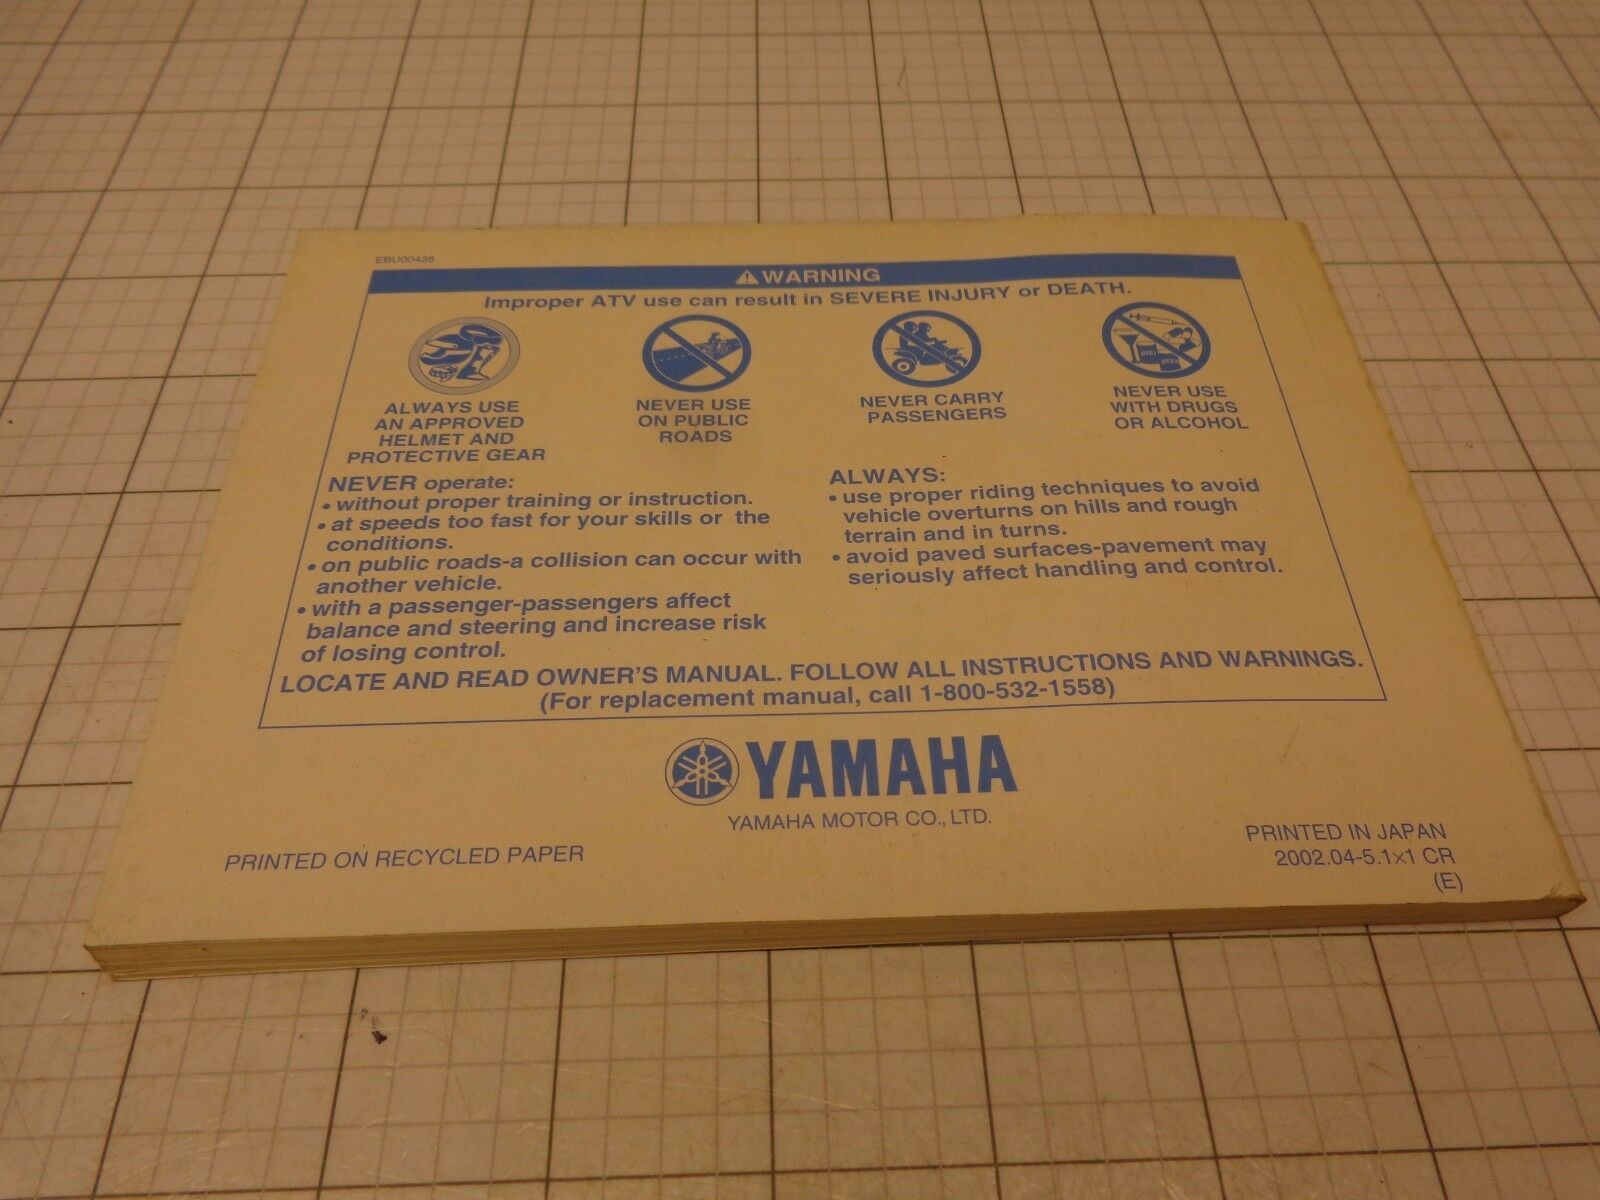 EBU00438
WARNING
Improper ATV use can result in SEVERE INJURY or DEATH.
ALWAYS USE
AN APPROVED
HELMET AND
PROTECTIVE GEAR
NEVER USE
ON PUBLIC
ROADS
NEVER CARRY
PASSENGERS
NEVER USE
WITH DRUGS
OR ALCOHOL
NEVER operate:
• without proper training or instruction.
• at speeds too fast for your skills or the
conditions.
• on public roads-a collision can occur with
another vehicle.
• with a passenger-passengers affect
balance and steering and increase risk
of losing control.
ALWAYS:
• use proper riding techniques to avoid
vehicle overturns on hills and rough
terrain and in turns.
• avoid paved surfaces-pavement may
seriously affect handling and control.
LOCATE AND READ OWNER'S MANUAL. FOLLOW ALL INSTRUCTIONS AND WARNINGS.
(For replacement manual, call 1-800-532-1558)
YAMAHA
YAMAHA MOTOR CO., LTD.
PRINTED ON RECYCLED PAPER
PRINTED IN JAPAN
2002.04-5.1×1 CR
(E)